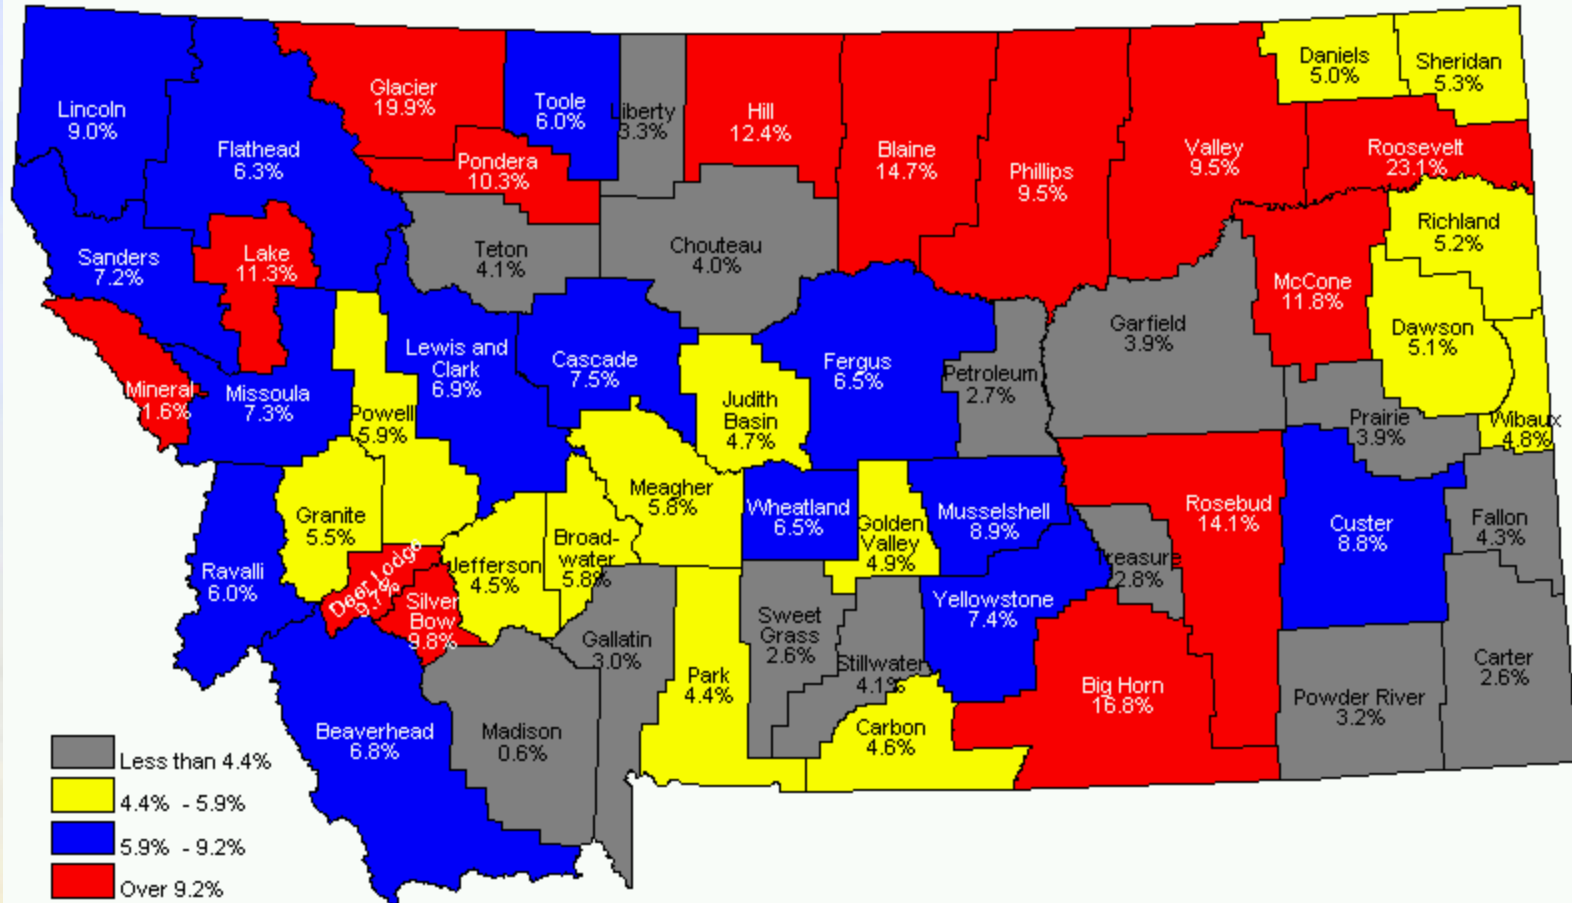 Lincoln
9.0%
Flathead
6.3%
Glacier
19.9%
Toole
6.0%
Liberty
3.3%
Hill
12.4%
Blaine
14.7%
Phillips
9.5%
Valley
9.5%
Daniels
5.0%
Sheridan
5.3%
Roosevelt
23.1%
Pondera
10.3%
Sanders
7.2%
Lake
11.3%
Teton
4.1%
Chouteau
4.0%
Richland
5.2%
McCone
11.8%
Garfield
3.9%
Dawson
5.1%
Mineral
1.6%
Missoula
7.3%
Powell
5.9%
Lewis and
Clark
6.9%
Cascade
7.5%
Judith
Basin
4.7%
Fergus
6.5%
Petroleum
2.7%
Prairie
3.9%
Wibaux
4.8%
Granite
5.5%
Meagher
5.8%
Wheatland
6.5%
Golden
Valley
4.9%
Musselshell
8.9%
Rosebud
14.1%
Custer
8.8%
Fallon
4.3%
Ravalli
6.0%
Deer Lodge
9.7%
Silver
Bow
9.8%
Jefferson
4.5%
Broad-
water
5.8%
Treasure
2.8%
Gallatin
3.0%
Park
4.4%
Sweet
Grass
2.6%
Stillwater
4.1%
Yellowstone
7.4%
Big Horn
16.8%
Powder River
3.2%
Carter
2.6%
Beaverhead
6.8%
Madison
0.6%
Carbon
4.6%
Less than 4.4%
4.4% - 5.9%
5.9% - 9.2%
Over 9.2%